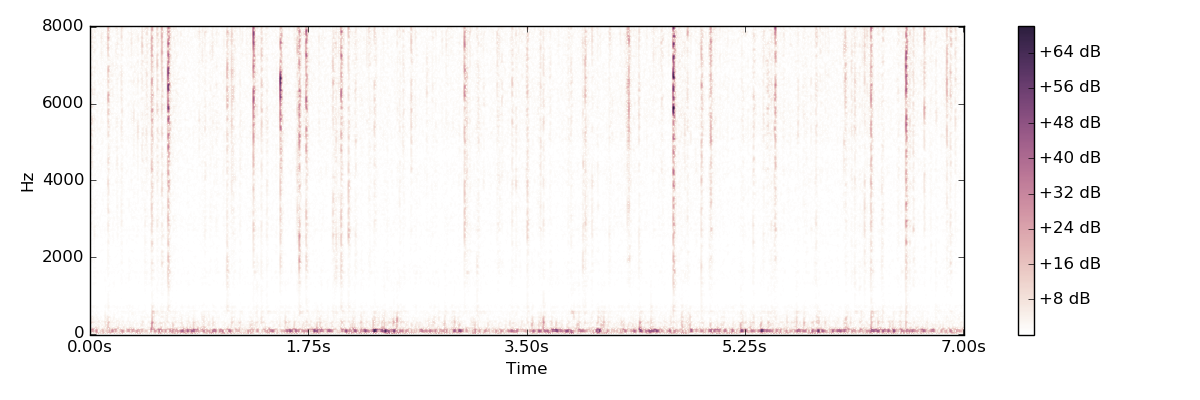 8000
6000
4000
2000
0
Hz
0.00s 1.75s 3.50s 5.25s 7.00s
Time
+64 dB
+56 dB
+48 dB
+40 dB
+32 dB
+24 dB
+16 dB
+8 dB